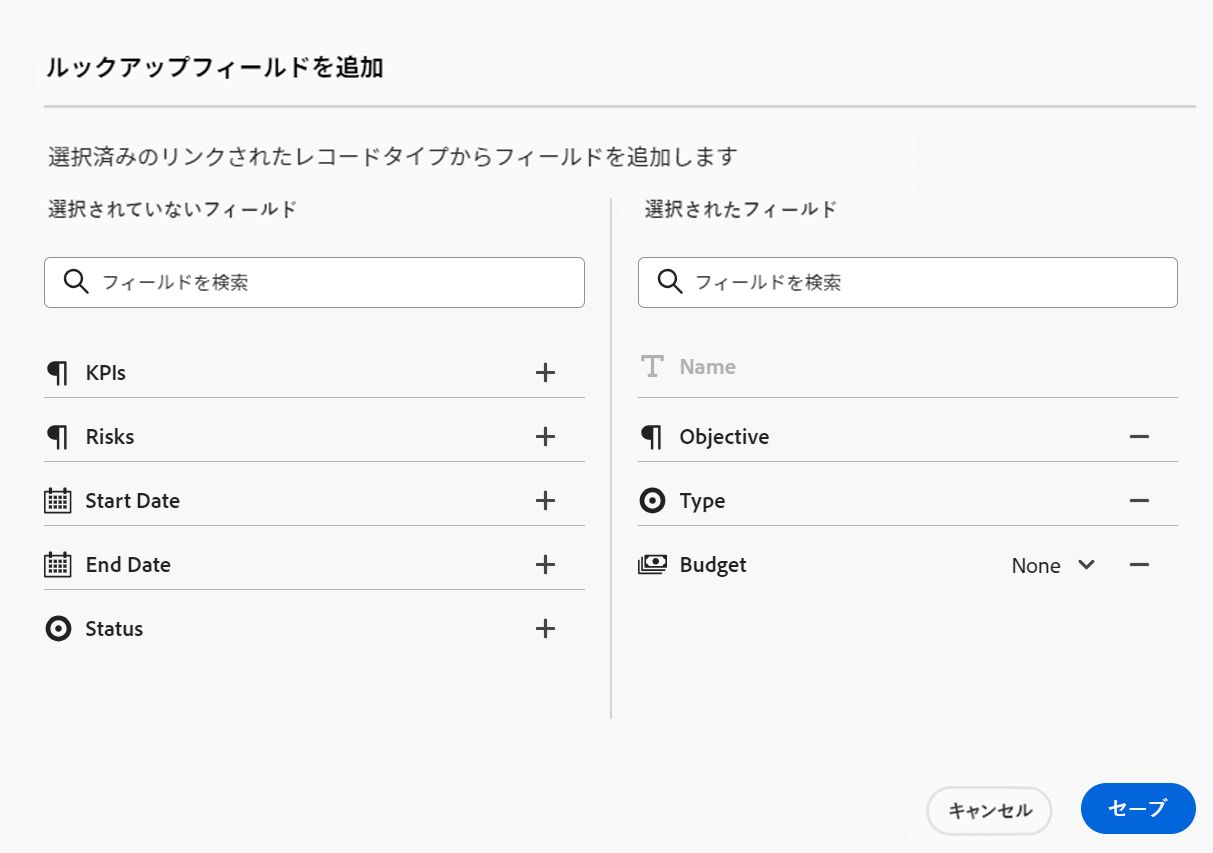 ルックアップフィールドを追加
選択済みのリンクされたレコードタイプからフィールドを追加します
選択されていないフィールド
フィールドを検索
KPIs
Risks
Start Date
End Date
Status
選択されたフィールド
フィールドを検索
Name
Objective
Type
Budget None
キャンセル
セーブ